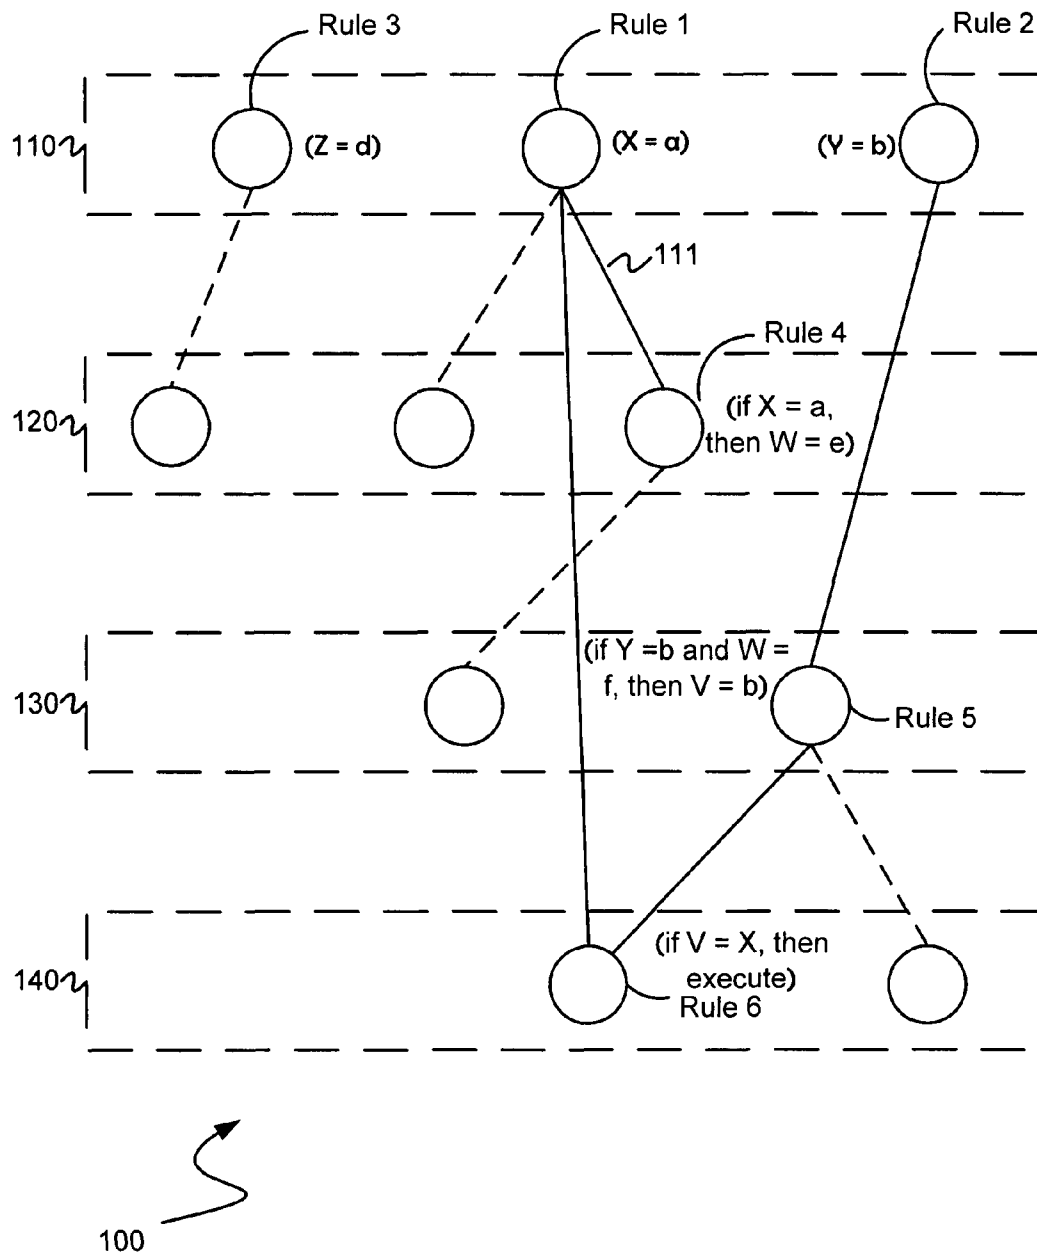 Rule 3
Rule 1
Rule 2
110
(Z = d)
(X = a)
(Y = b)
111
Rule 4
120
(if X = a,
then W = e)
(if Y =b and W =
f, then V = b)
130
Rule 5
(if V = X, then
execute)
140
Rule 6
100